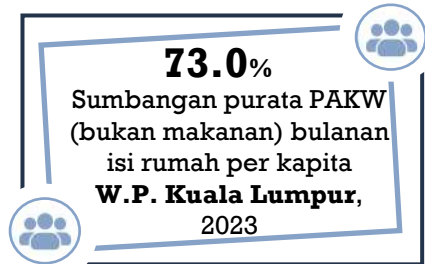 73.0%
Sumbangan purata PAKW
(bukan makanan) bulanan
isi rumah per kapita
W.P. Kuala Lumpur,
2023